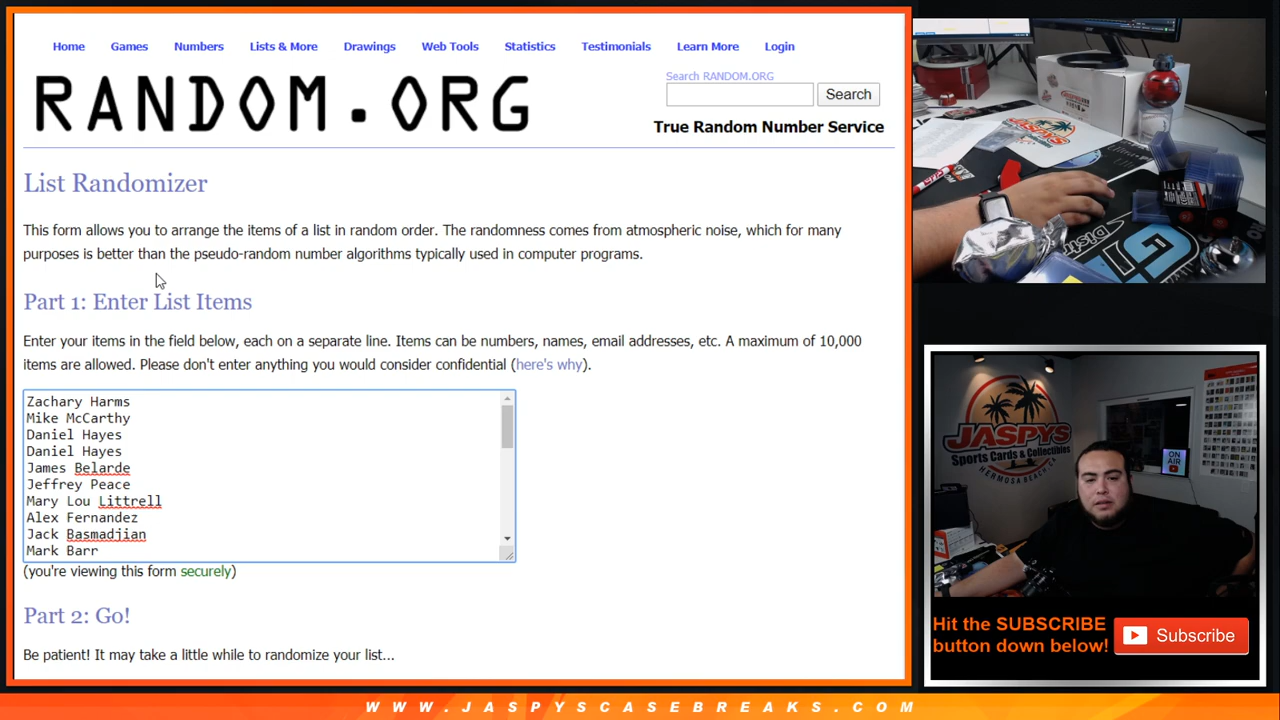 Home Games Numbers Lists & More Drawings Web Tools Statistics Testimonials Learn More Login
RANDOM.ORG
Search RANDOM.ORG
Search
True Random Number Service
List Randomizer
This form allows you to arrange the items of a list in random order. The randomness comes from atmospheric noise, which for many
purposes is better than the pseudo-random number algorithms typically used in computer programs.
Part 1: Enter List Items
Enter your items in the field below, each on a separate line. Items can be numbers, names, email addresses, etc. A maximum of 10,000
items are allowed. Please don't enter anything you would consider confidential (here's why).
Zachary Harms
Mike McCarthy
Daniel Hayes
Daniel Hayes
James Belarde
Jeffrey Peace
Mary Lou Littrell
Alex Fernandez
Jack Basmadjian
Mark Barr
(you're viewing this form securely)
Part 2: Go!
Be patient! It may take a little while to randomize your list...
JASPYS
JASPYS
Sports Cards & Collectibles
HERMOSA BEACH, CA
ON
AIR
Hit the SUBSCRIBE
button down below!
Subscribe
WWW.JASPYSCASEBREAKS.COM